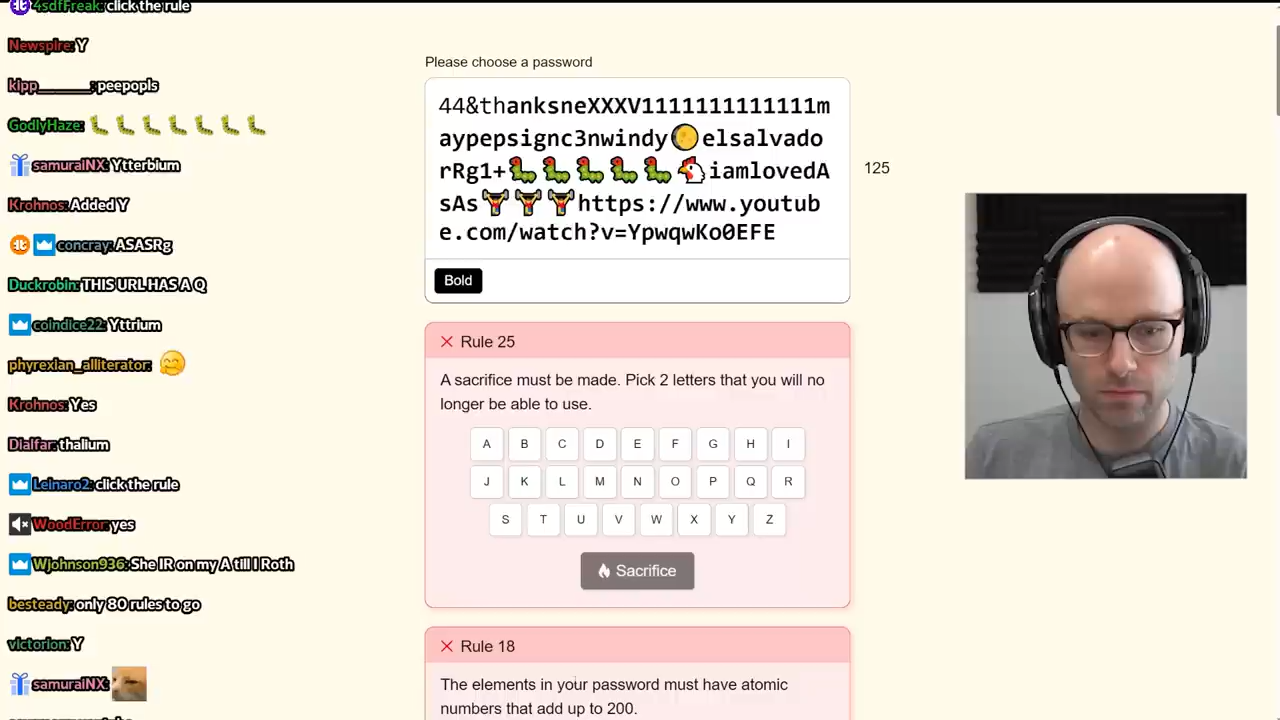 4sdfFreak: click the rule
Newspire: Y
kipp______: peepopls
GodlyHaze: 🐛 🐛 🐛 🐛 🐛 🐛 🐛
samuraiNX: Ytterbium
Krohnos: Added Y
concray: ASASRg
Duckrobin: THIS URL HAS A Q
coindice22: Yttrium
phyrexian_alliterator: 🤗
Krohnos: Yes
Dialfar: thalium
Leinaro2: click the rule
WoodError: yes
Wjohnson936: She IR on my A till I Roth
besteady: only 80 rules to go
victorion: Y
samuraiNX:
Please choose a password
44&thanksneXXXV1111111111111m
aypepsignc3nwindy🌕elsalvado
rRg1+🐛🐛🐛🐛🐛🐔iamlovedA
sAs🏋️🏋️🏋️https://www.youtub
e.com/watch?v=YpwqwKo0EFE
125
Bold
Rule 25
A sacrifice must be made. Pick 2 letters that you will no
longer be able to use.
A B C D E F G H I
J K L M N O P Q R
S T U V W X Y Z
Sacrifice
Rule 18
The elements in your password must have atomic
numbers that add up to 200.